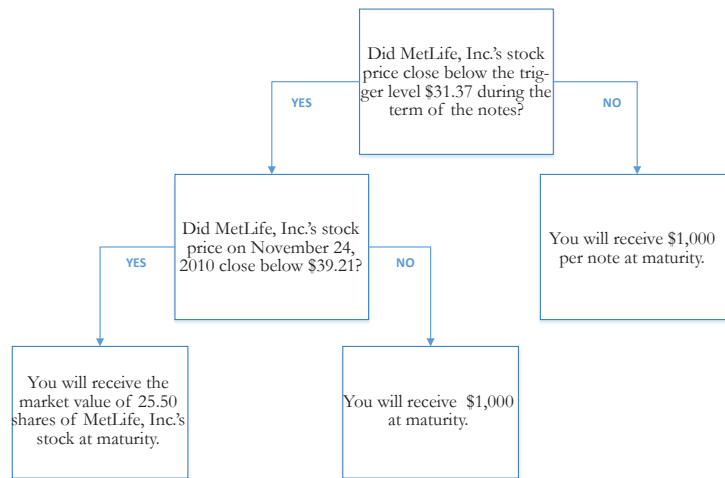 Did MetLife, Inc.'s stock
price close below the trig-
ger level $31.37 during the
term of the notes?
YES
NO
Did MetLife, Inc.'s stock
price on November 24,
2010 close below $39.21?
You will receive $1,000
per note at maturity.
YES
NO
You will receive the
market value of 25.50
shares of MetLife, Inc.'s
stock at maturity.
You will receive $1,000
at maturity.